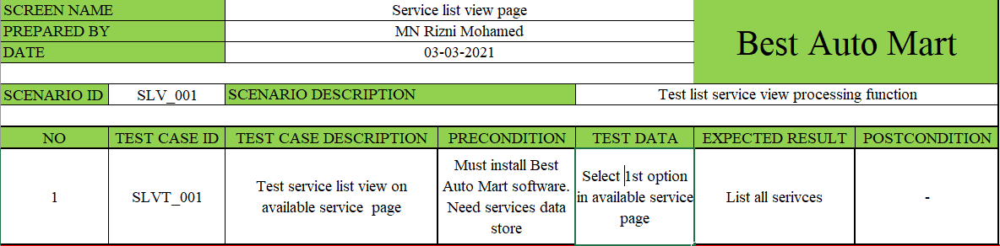 SCREEN NAME
Service list view page
PREPARED BY
MN Rizni Mohamed
DATE
03-03-2021
Best Auto Mart
SCENARIO ID
SLV_001
SCENARIO DESCRIPTION
Test list service view processing function
NO
TEST CASE ID
TEST CASE DESCRIPTION
PRECONDITION
TEST DATA
EXPECTED RESULT
POSTCONDITION
1
SLVT_001
Test service list view on
available service page
Must install Best
Auto Mart software.
Need services data
store
Select 1st option
in available service
page
List all serivces
-